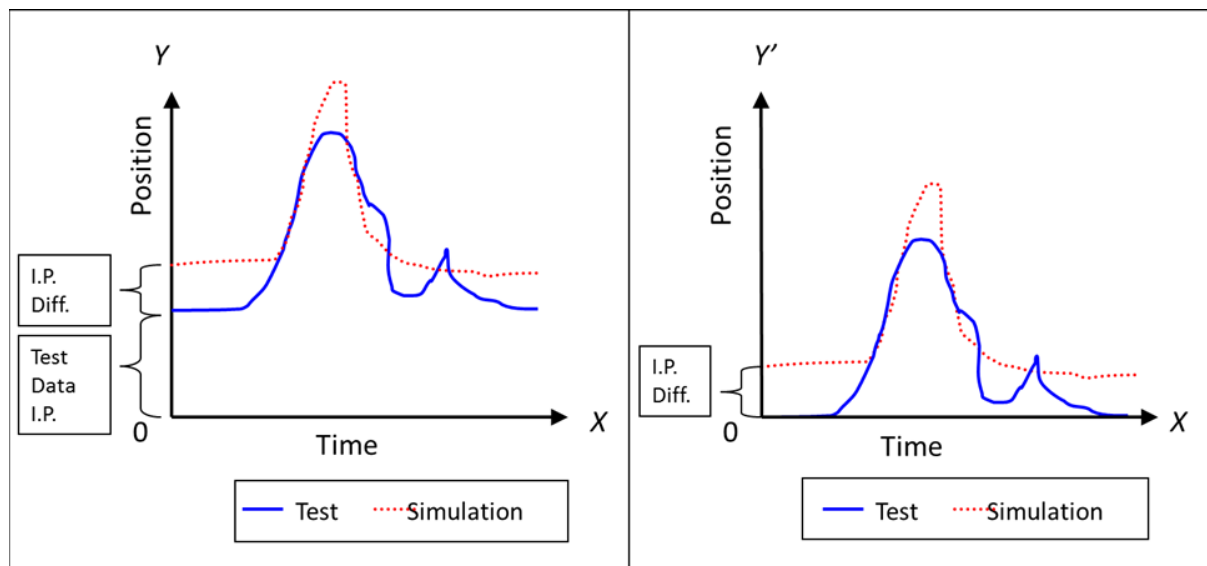 Y
Position
I.P.
Diff.
Test
Data
I.P.
0
X
Time
Test
Simulation
Y'
Position
I.P.
Diff.
0
X
Time
Test
Simulation